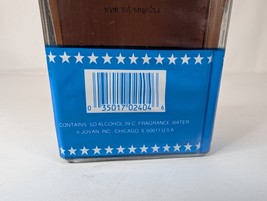 0 35017 02404 6
CONTAINS: SD ALCOHOL 39-C FRAGRANCE WATER
JOVAN, INC., CHICAGO, IL 60611 U.S.A.